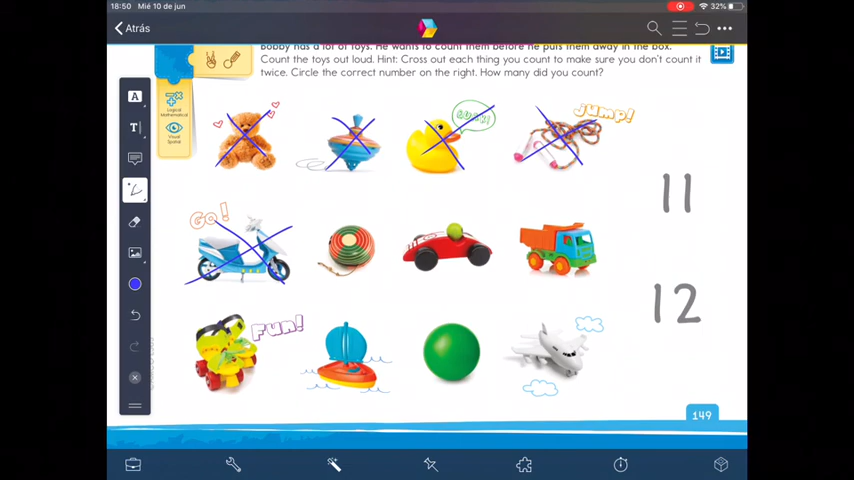 18:50 Mié 10 de jun
32%
Atrás
Bobby has a lot of toys. He wants to count them before he puts them away in the box.
Count the toys out loud. Hint: Cross out each thing you count to make sure you don't count it
twice. Circle the correct number on the right. How many did you count?
A
T
Logical
Mathematical
Visual
Spatial
Jump!
11
Go!
12
Fun!
149